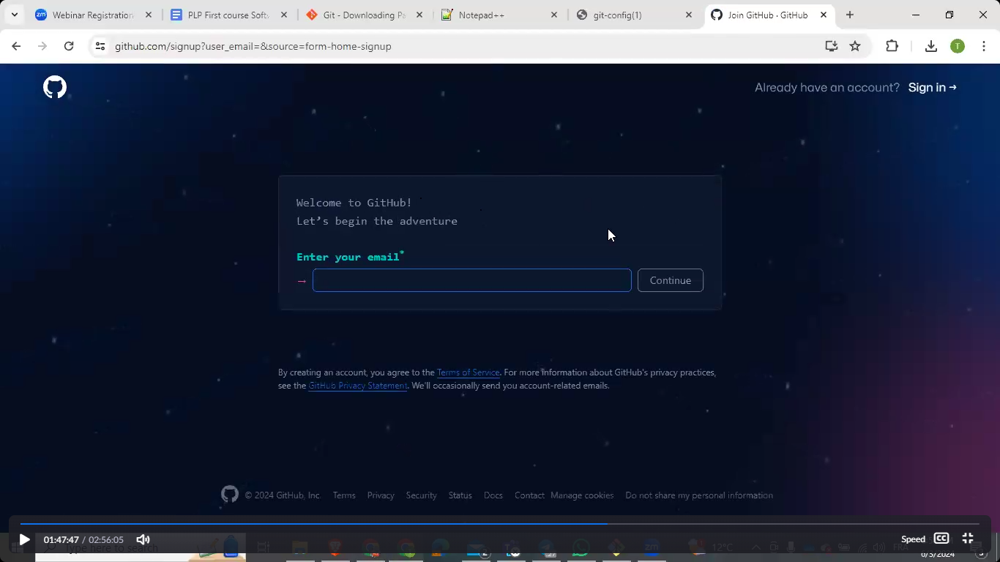 Webinar Registration
PLP First course Softw
Git - Downloading Pa
Notepad++
git-config(1)
Join GitHub · GitHub
github.com/signup?user_email=&source=form-home-signup
T
Already have an account? Sign in →
Welcome to GitHub!
Let's begin the adventure
Enter your email*
→
Continue
By creating an account, you agree to the Terms of Service. For more information about GitHub's privacy practices,
see the GitHub Privacy Statement. We'll occasionally send you account-related emails.
© 2024 GitHub, Inc. Terms Privacy Security Status Docs Contact Manage cookies Do not share my personal information
01:47:47 / 02:56:05
Speed CC
Type here to search
12°C
FRA
6/3/2024